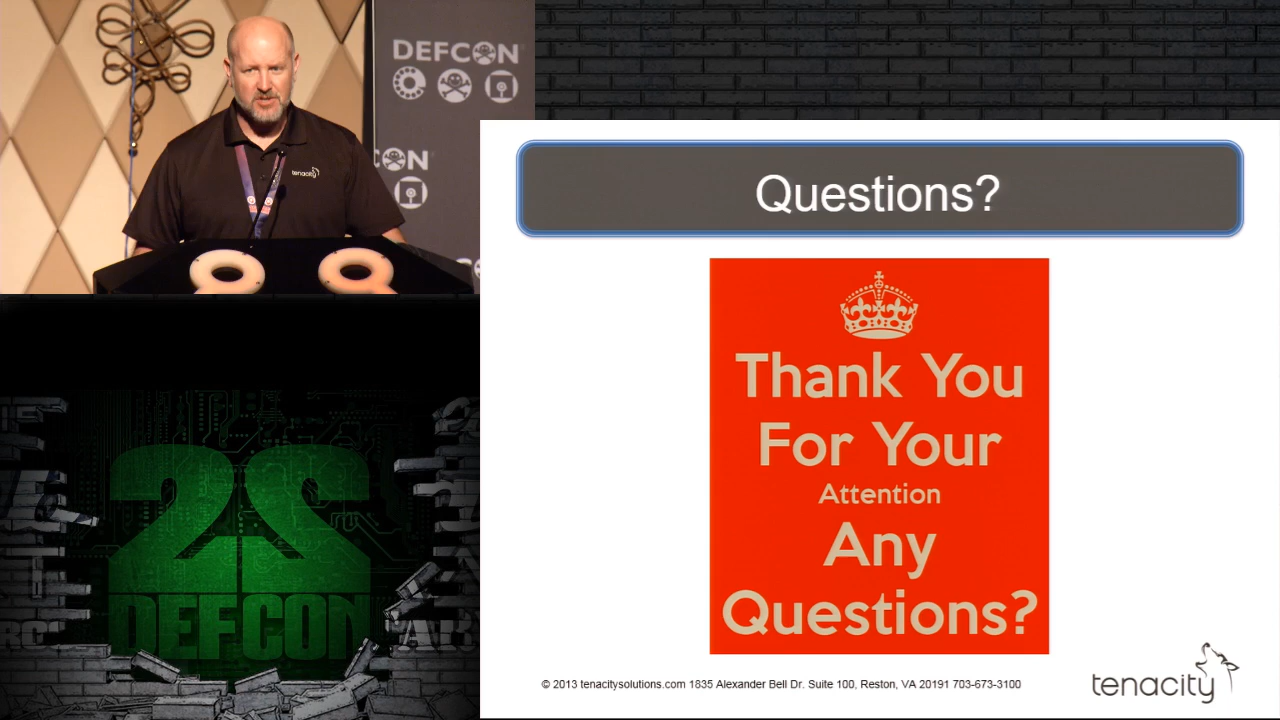 DEFCON
CON
tenacity
Questions?
Thank You
For Your
Attention
Any
Questions?
22
DEFCON
© 2013 tenacitysolutions.com 1835 Alexander Bell Dr. Suite 100, Reston, VA 20191 703-673-3100
tenacity